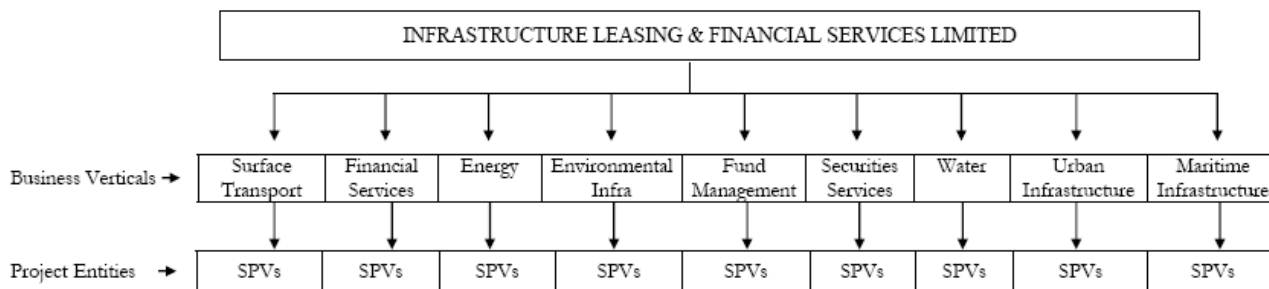 INFRASTRUCTURE LEASING & FINANCIAL SERVICES LIMITED
Business Verticals
Surface Transport
Financial Services
Energy
Environmental Infra
Fund Management
Securities Services
Water
Urban Infrastructure
Maritime Infrastructure
Project Entities
SPVs
SPVs
SPVs
SPVs
SPVs
SPVs
SPVs
SPVs
SPVs